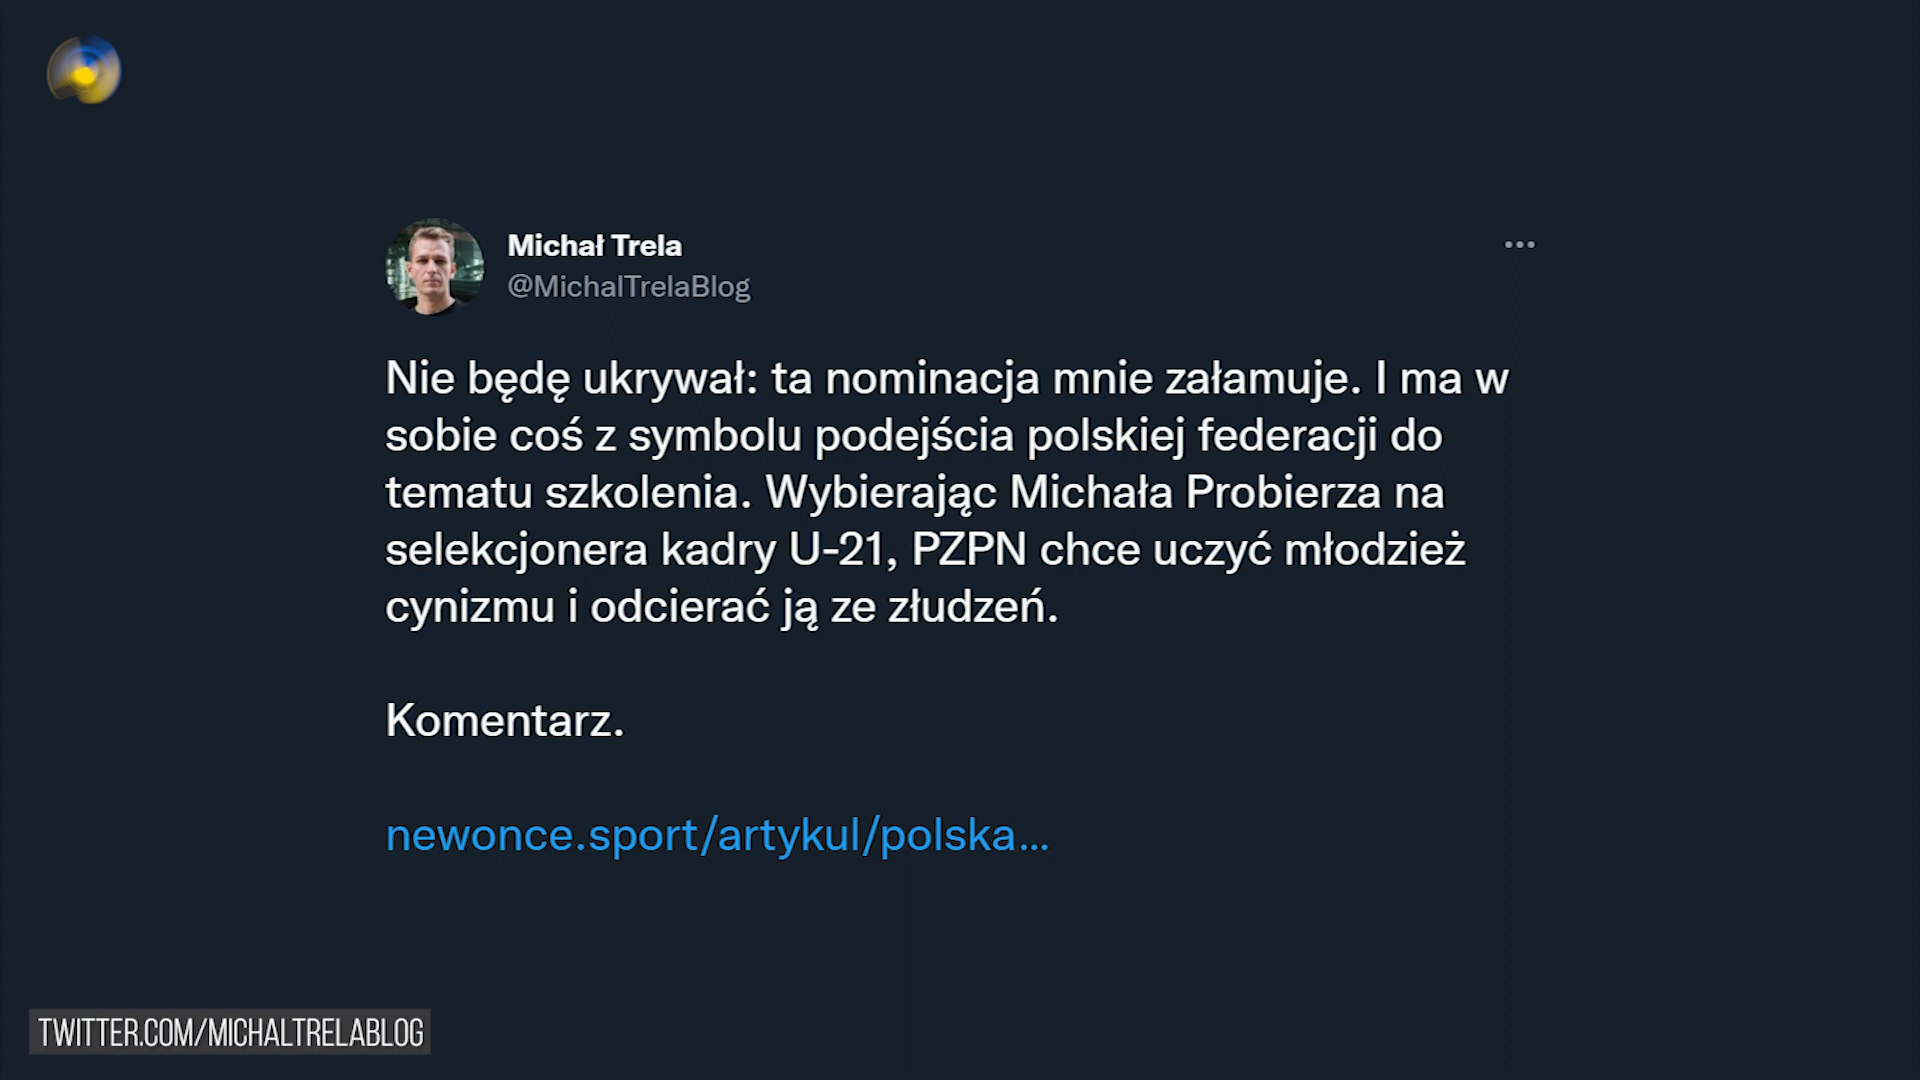 Michał Trela
@MichalTrelaBlog
Nie będę ukrywał: ta nominacja mnie załamuje. I ma w
sobie coś z symbolu podejścia polskiej federacji do
tematu szkolenia. Wybierając Michała Probierza na
selekcjonera kadry U-21, PZPN chce uczyć młodzież
cynizmu i odcierać ją ze złudzeń.
Komentarz.
newonce.sport/artykul/polska...
TWITTER.COM/MICHALTRELABLOG